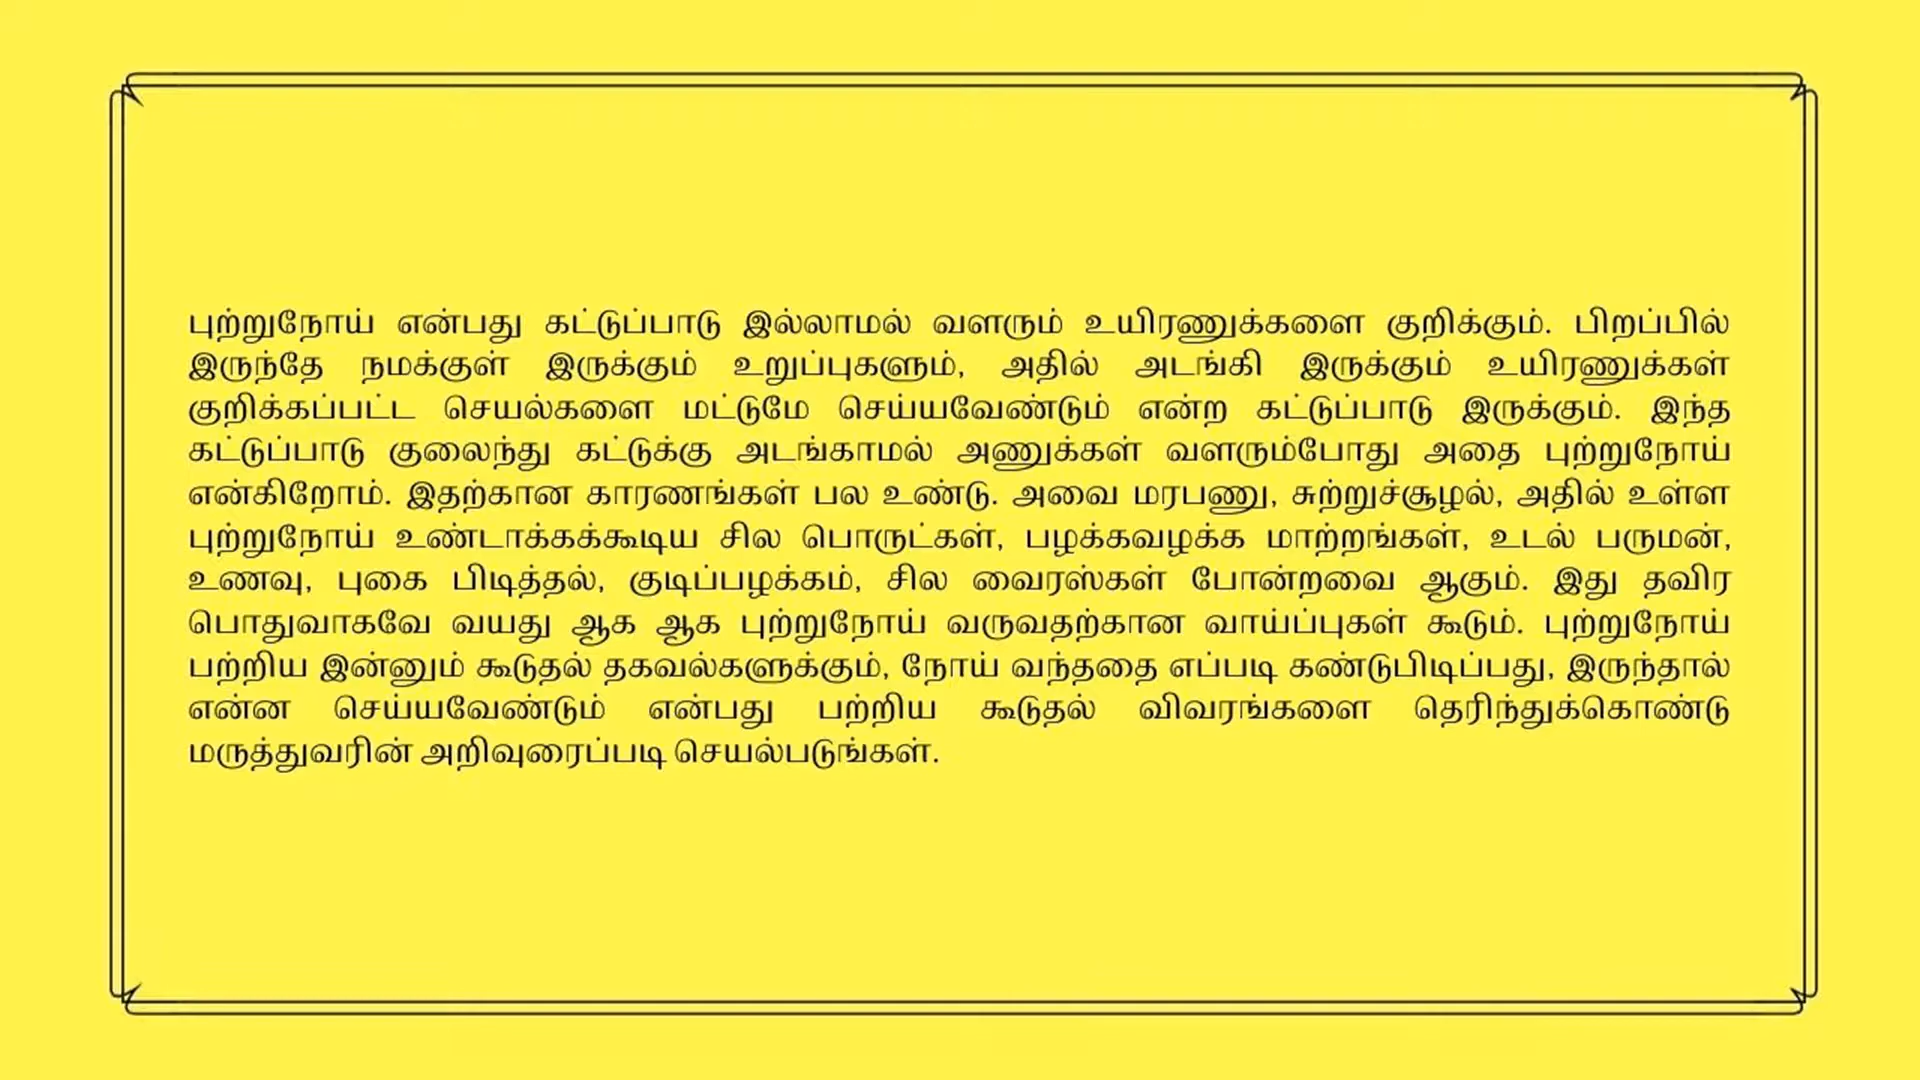 புற்றுநோய் என்பது கட்டுப்பாடு இல்லாமல் வளரும் உயிரணுக்களை குறிக்கும். பிறப்பில்
இருந்தே நமக்குள் இருக்கும் உறுப்புகளும், அதில் அடங்கி இருக்கும் உயிரணுக்கள்
குறிக்கப்பட்ட செயல்களை மட்டுமே செய்யவேண்டும் என்ற கட்டுப்பாடு இருக்கும். இந்த
கட்டுப்பாடு குலைந்து கட்டுக்கு அடங்காமல் அணுக்கள் வளரும்போது அதை புற்றுநோய்
என்கிறோம். இதற்கான காரணங்கள் பல உண்டு. அவை மரபணு, சுற்றுச்சூழல், அதில் உள்ள
புற்றுநோய் உண்டாக்கக்கூடிய சில பொருட்கள், பழக்கவழக்க மாற்றங்கள், உடல் பருமன்,
உணவு, புகை பிடித்தல், குடிப்பழக்கம், சில வைரஸ்கள் போன்றவை ஆகும். இது தவிர
பொதுவாகவே வயது ஆக ஆக புற்றுநோய் வருவதற்கான வாய்ப்புகள் கூடும். புற்றுநோய்
பற்றிய இன்னும் கூடுதல் தகவல்களுக்கும், நோய் வந்ததை எப்படி கண்டுபிடிப்பது, இருந்தால்
என்ன செய்யவேண்டும் என்பது பற்றிய கூடுதல் விவரங்களை தெரிந்துக்கொண்டு
மருத்துவரின் அறிவுரைப்படி செயல்படுங்கள்.